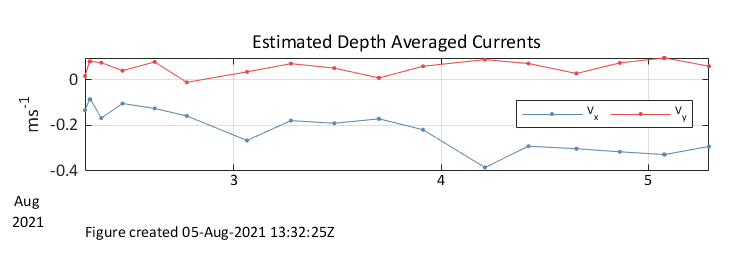 Estimated Depth Averaged Currents
ms⁻¹
0
-0.2
-0.4
Vₓ
V_y
3
4
5
Aug
2021
Figure created 05-Aug-2021 13:32:25Z